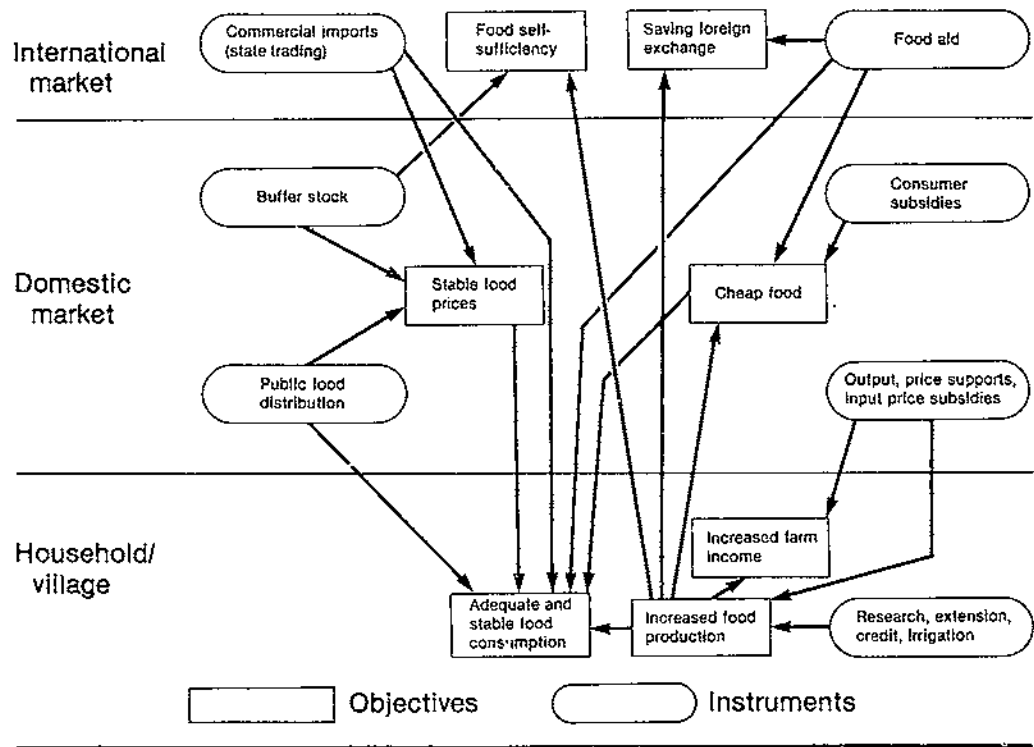 International
market
Commercial imports
(state trading)
Food self-
sufficiency
Saving foreign
exchange
Food aid
Buffer stock
Consumer
subsidies
Domestic
market
Stable lood
prices
Cheap food
Public lood
distribution
Output, price supports,
input price subsidies
Household/
village
Increased farm
income
Adequate and
stable food
consumption
Increased food
production
Research, extension,
credit, irrigation
Objectives
Instruments